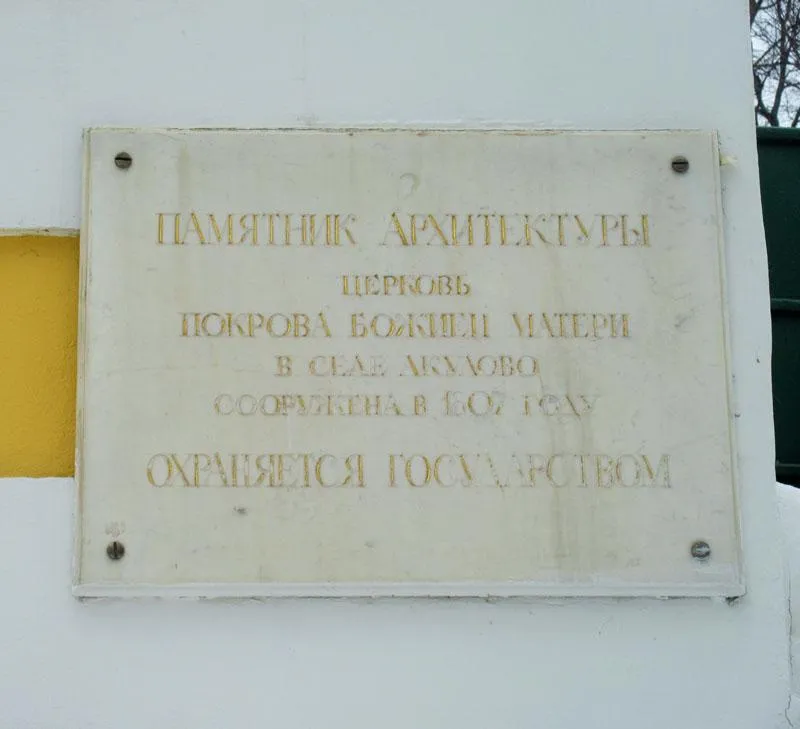 ПАМЯТНИК АРХИТЕКТУРЫ
ЦЕРКОВЬ
ПОКРОВА БОЖИЕЙ МАТЕРИ
В СЕЛЕ АКУЛОВО
СООРУЖЕНА В 1807 ГОДУ
ОХРАНЯЕТСЯ ГОСУДАРСТВОМ